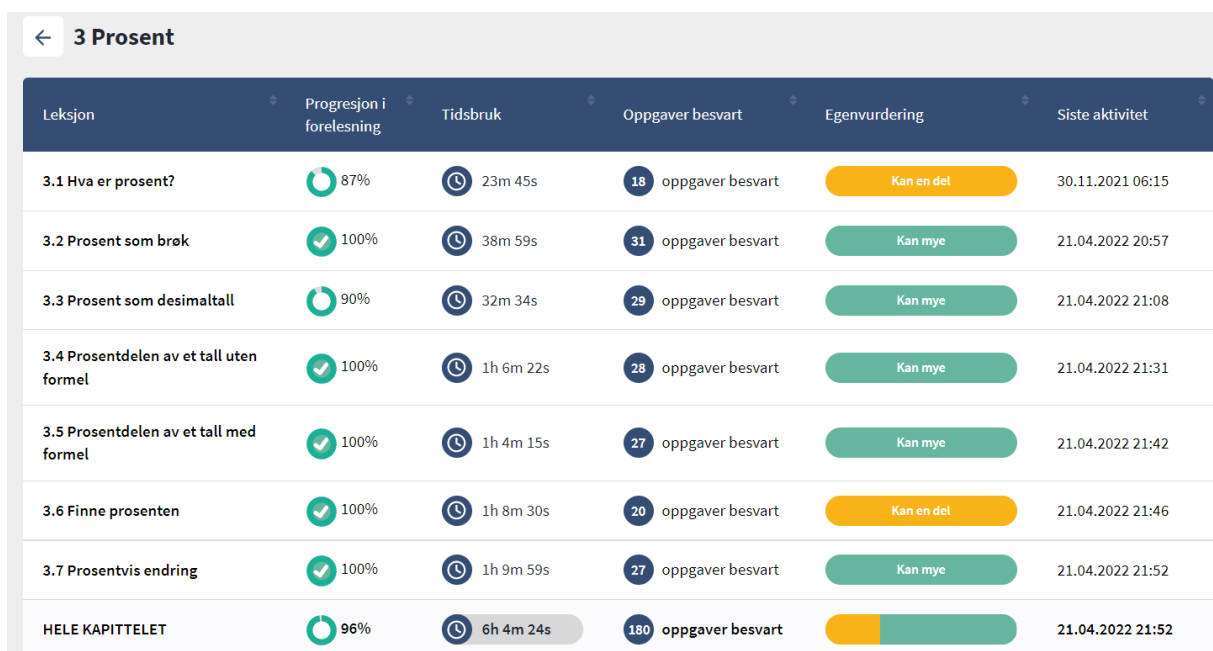 3 Prosent
Leksjon Progresjon i forelesning Tidsbruk Oppgaver besvart Egenvurdering Siste aktivitet
3.1 Hva er prosent? 87% 23m 45s 18 oppgaver besvart Kan en del 30.11.2021 06:15
3.2 Prosent som brøk 100% 38m 59s 31 oppgaver besvart Kan mye 21.04.2022 20:57
3.3 Prosent som desimaltall 90% 32m 34s 29 oppgaver besvart Kan mye 21.04.2022 21:08
3.4 Prosentdelen av et tall uten formel 100% 1h 6m 22s 28 oppgaver besvart Kan mye 21.04.2022 21:31
3.5 Prosentdelen av et tall med formel 100% 1h 4m 15s 27 oppgaver besvart Kan mye 21.04.2022 21:42
3.6 Finne prosenten 100% 1h 8m 30s 20 oppgaver besvart Kan en del 21.04.2022 21:46
3.7 Prosentvis endring 100% 1h 9m 59s 27 oppgaver besvart Kan mye 21.04.2022 21:52
HELE KAPITTELET 96% 6h 4m 24s 180 oppgaver besvart 21.04.2022 21:52